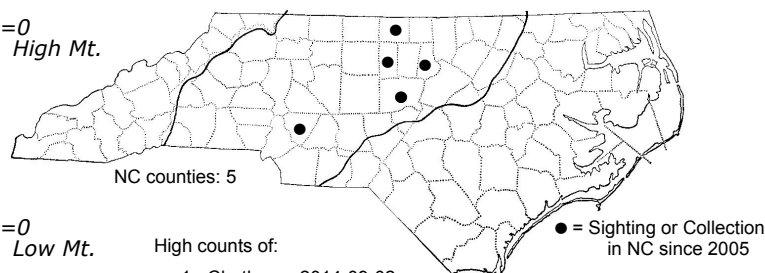 =0
High Mt.
NC counties: 5
=0
Low Mt.
High counts of:
● = Sighting or Collection
in NC since 2005